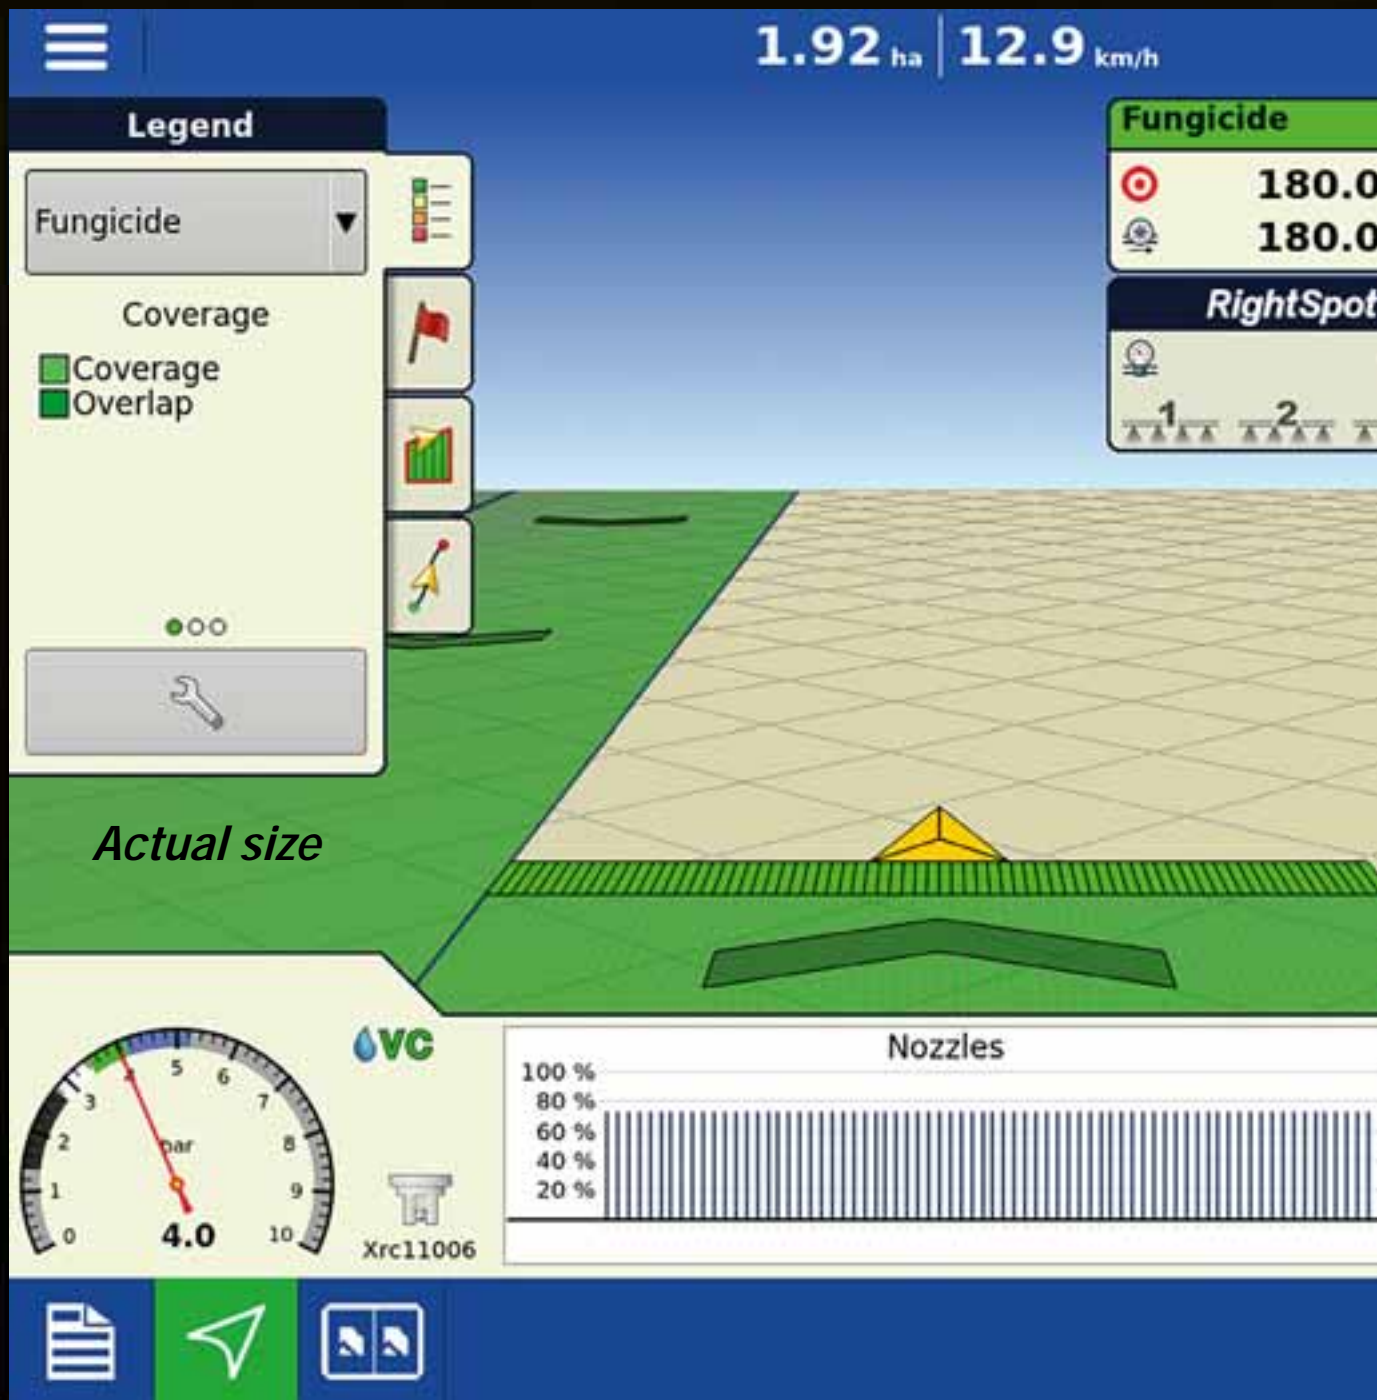 1.92 ha 12.9 km/h
Legend
Fungicide
Coverage
Coverage
Overlap
Fungicide
180.0
180.0
RightSpot
1 2
Actual size
0 1 2 3 4 5 6 7 8 9 10
bar
4.0
VC
Xrc11006
Nozzles
100 %
80 %
60 %
40 %
20 %